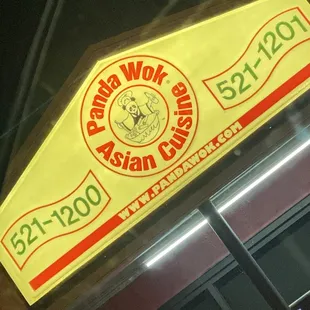 Panda Wok
Asian Cuisine
521-1200
521-1201
WWW.PANDAWOK.COM